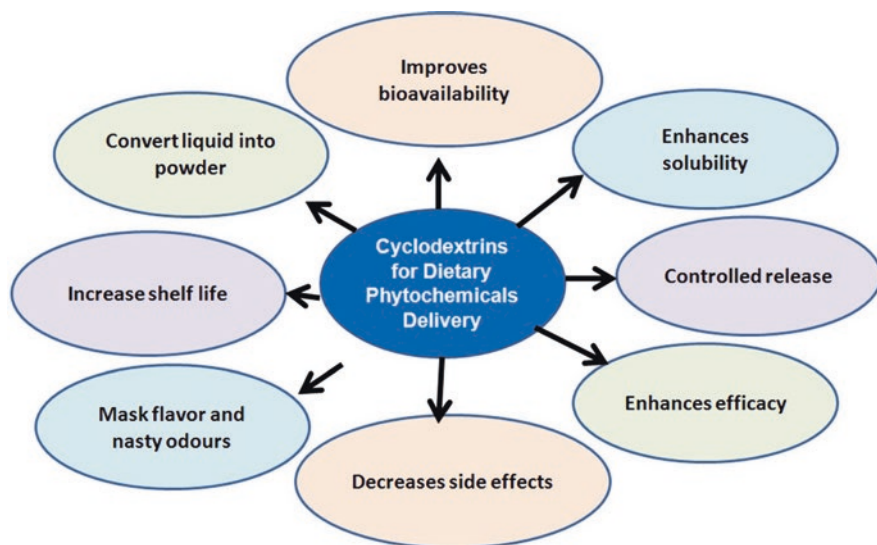 Improves
bioavailability
Enhances
solubility
Controlled release
Enhances efficacy
Decreases side effects
Mask flavor and
nasty odours
Increase shelf life
Convert liquid into
powder
Cyclodextrins
for Dietary
Phytochemicals
Delivery